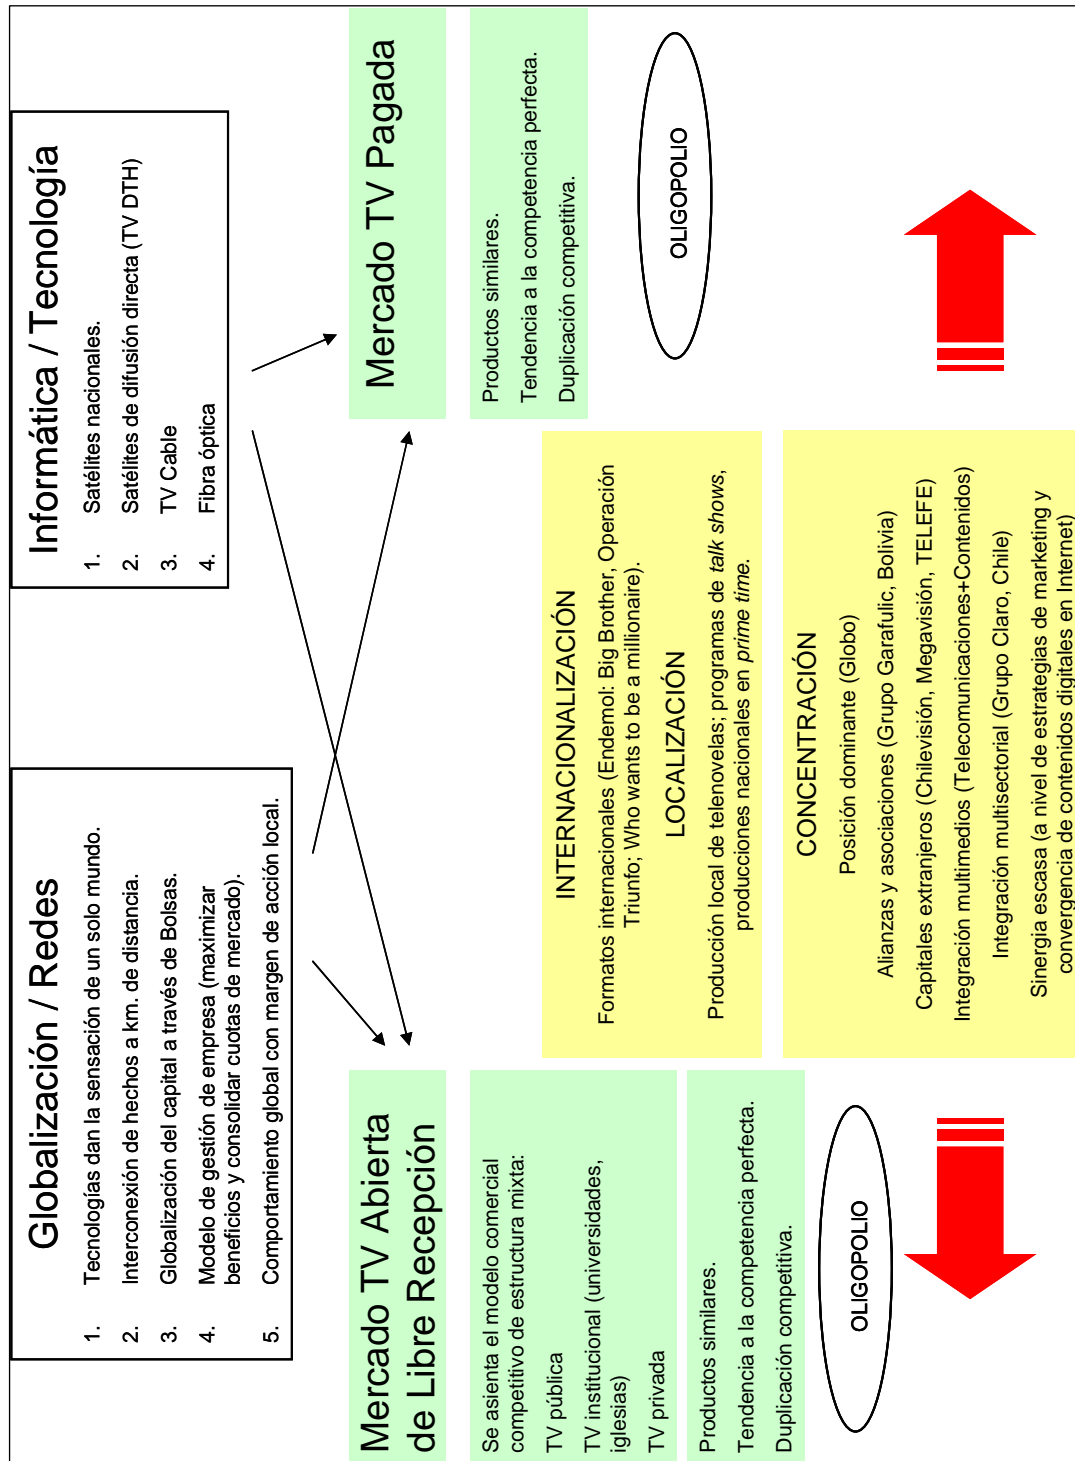 Globalización / Redes
1. Tecnologías dan la sensación de un solo mundo.
2. Interconexión de hechos a km. de distancia.
3. Globalización del capital a través de Bolsas.
4. Modelo de gestión de empresa (maximizar
beneficios y consolidar cuotas de mercado).
5. Comportamiento global con margen de acción local.
Informática / Tecnología
1. Satélites nacionales.
2. Satélites de difusión directa (TV DTH)
3. TV Cable
4. Fibra óptica
Mercado TV Abierta
de Libre Recepción
Se asienta el modelo comercial
competitivo de estructura mixta:
TV pública
TV institucional (universidades,
iglesias)
TV privada
Productos similares.
Tendencia a la competencia perfecta.
Duplicación competitiva.
OLIGOPOLIO
INTERNACIONALIZACIÓN
Formatos internacionales (Endemol: Big Brother, Operación
Triunfo; Who wants to be a millionaire).
LOCALIZACIÓN
Producción local de telenovelas; programas de talk shows,
producciones nacionales en prime time.
CONCENTRACIÓN
Posición dominante (Globo)
Alianzas y asociaciones (Grupo Garafulic, Bolivia)
Capitales extranjeros (Chilevisión, Megavisión, TELEFE)
Integración multimedios (Telecomunicaciones+Contenidos)
Integración multisectorial (Grupo Claro, Chile)
Sinergia escasa (a nivel de estrategias de marketing y
convergencia de contenidos digitales en Internet)
Mercado TV Pagada
Productos similares.
Tendencia a la competencia perfecta.
Duplicación competitiva.
OLIGOPOLIO